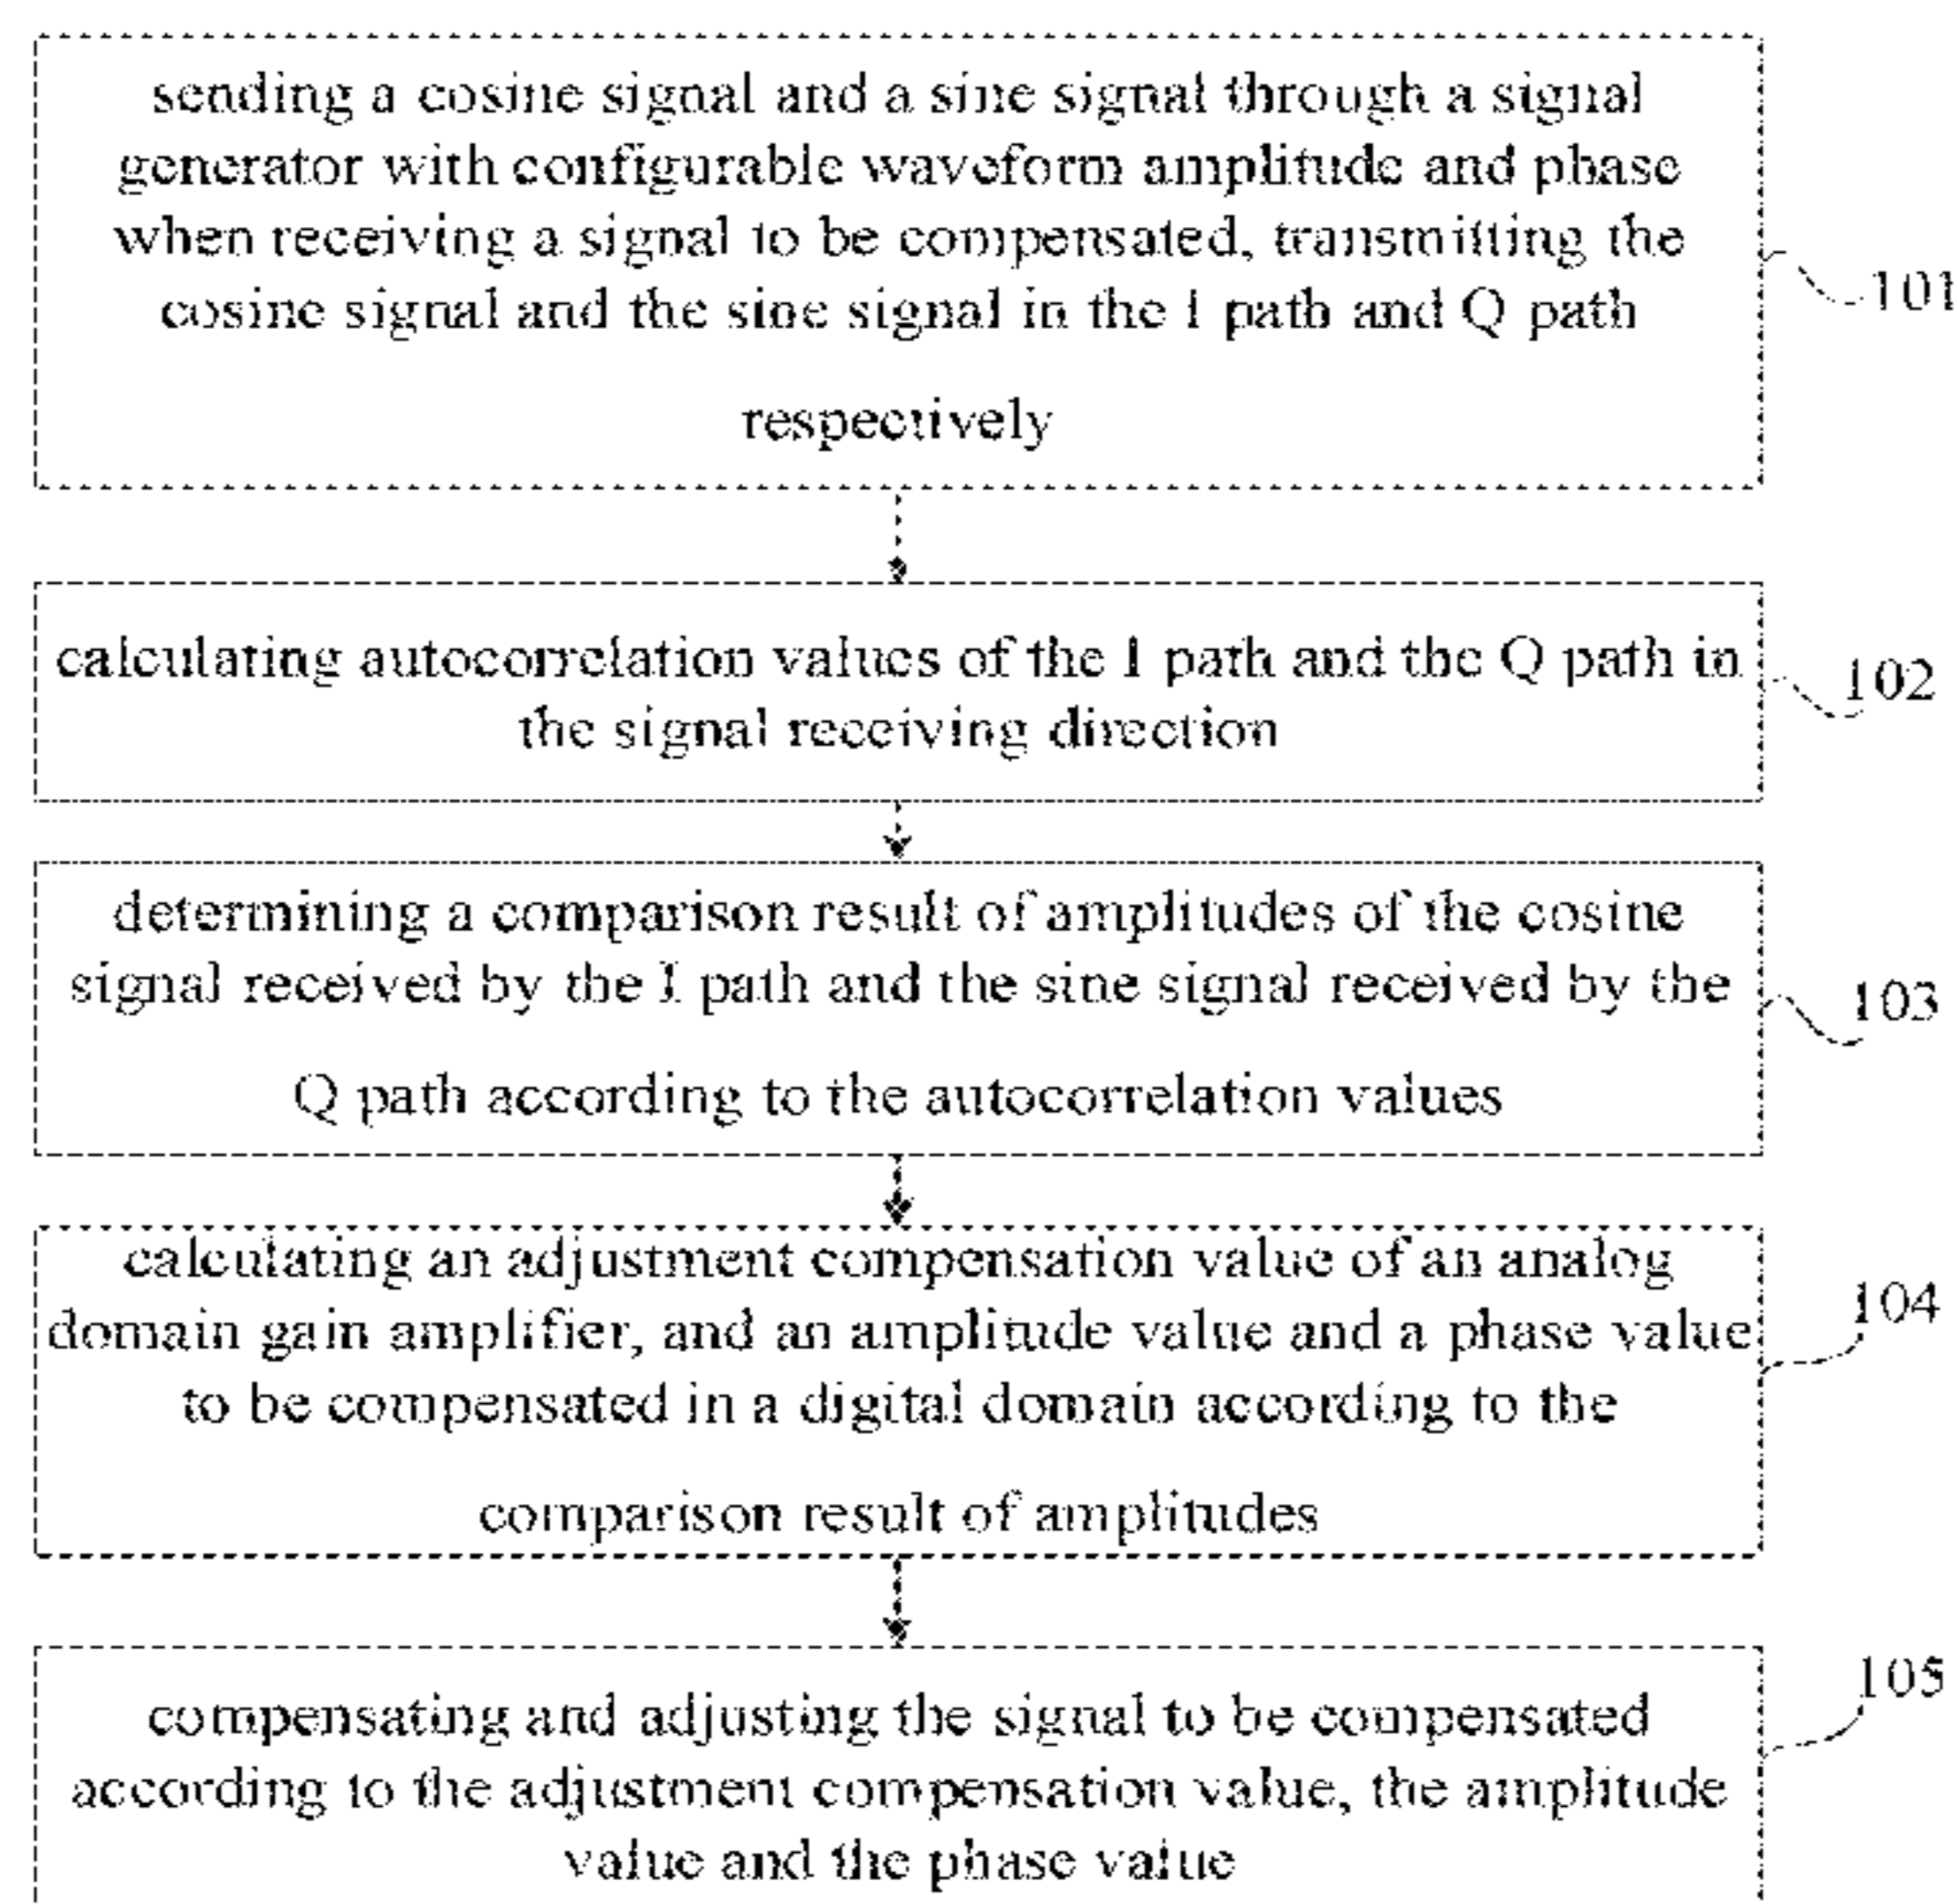 sending a cosine signal and a sine signal through a signal
generator with configurable waveform amplitude and phase
when receiving a signal to be compensated, transmitting the
cosine signal and the sine signal in the I path and Q path
respectively
101
calculating autocorrelation values of the I path and the Q path in
the signal receiving direction
102
determining a comparison result of amplitudes of the cosine
signal received by the I path and the sine signal received by the
Q path according to the autocorrelation values
103
calculating an adjustment compensation value of an analog
domain gain amplifier, and an amplitude value and a phase value
to be compensated in a digital domain according to the
comparison result of amplitudes
104
compensating and adjusting the signal to be compensated
according to the adjustment compensation value, the amplitude
value and the phase value
105